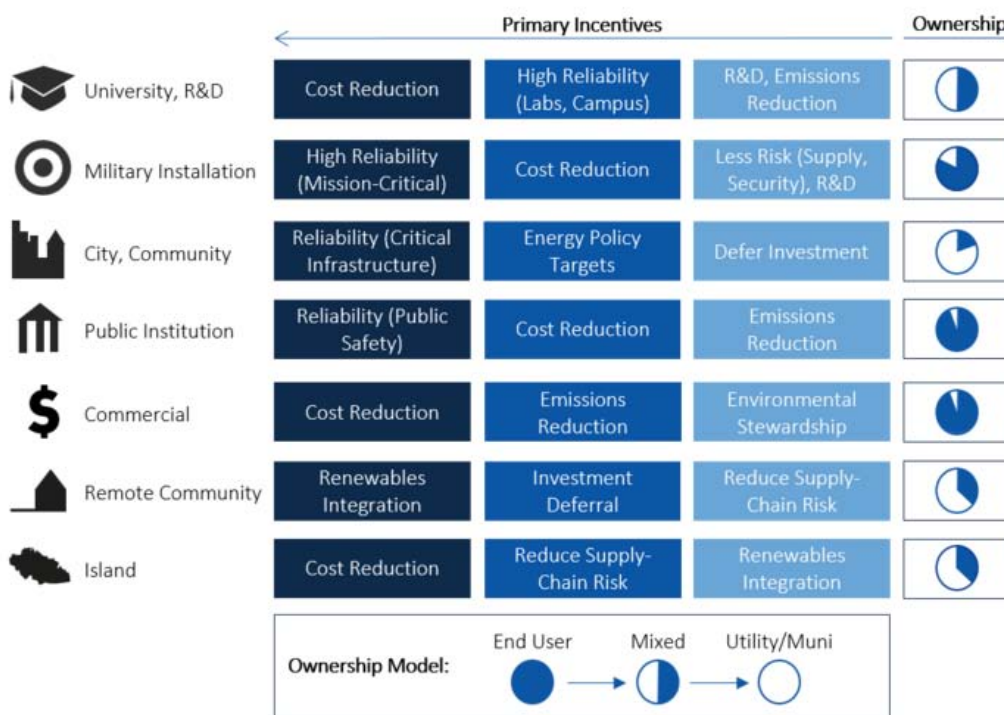 Primary Incentives
Ownership
University, R&D
Cost Reduction
High Reliability
(Labs, Campus)
R&D, Emissions
Reduction
Military Installation
High Reliability
(Mission-Critical)
Cost Reduction
Less Risk (Supply,
Security), R&D
City, Community
Reliability (Critical
Infrastructure)
Energy Policy
Targets
Defer Investment
Public Institution
Reliability (Public
Safety)
Cost Reduction
Emissions
Reduction
$
Commercial
Cost Reduction
Emissions
Reduction
Environmental
Stewardship
Remote Community
Renewables
Integration
Investment
Deferral
Reduce Supply-
Chain Risk
Island
Cost Reduction
Reduce Supply-
Chain Risk
Renewables
Integration
Ownership Model:
End User
Mixed
Utility/Muni